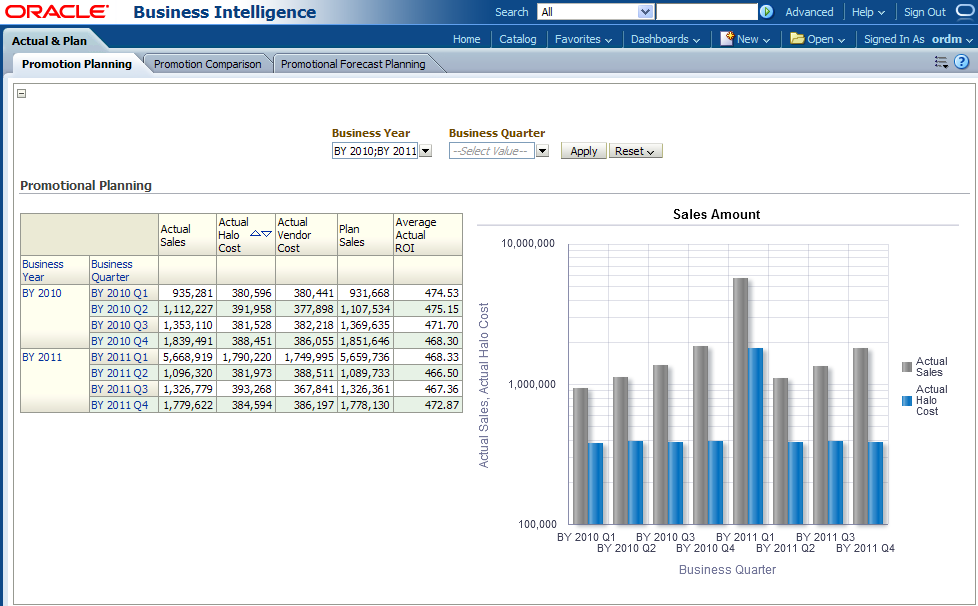 ORACLE Business Intelligence
Search All Advanced Help Sign Out
Actual & Plan
Home Catalog Favorites Dashboards New Open Signed In As ordm
Promotion Planning Promotion Comparison Promotional Forecast Planning
Business Year Business Quarter
BY 2010;BY 2011 --Select Value-- Apply Reset
Promotional Planning
Actual Sales Actual Halo Cost Actual Vendor Cost Plan Sales Average Actual ROI
Business Year Business Quarter
BY 2010 BY 2010 Q1 935,281 380,596 380,441 931,668 474.53
BY 2010 Q2 1,112,227 391,958 377,898 1,107,534 475.15
BY 2010 Q3 1,353,110 381,528 382,218 1,369,635 471.70
BY 2010 Q4 1,839,491 388,451 386,055 1,851,646 468.30
BY 2011 BY 2011 Q1 5,668,919 1,790,220 1,749,995 5,659,736 468.33
BY 2011 Q2 1,096,320 381,973 388,511 1,089,733 466.50
BY 2011 Q3 1,326,779 393,268 367,841 1,326,361 467.36
BY 2011 Q4 1,779,622 384,594 386,197 1,778,130 472.87
Sales Amount
10,000,000
1,000,000
100,000
Actual Sales, Actual Halo Cost
BY 2010 Q1 BY 2010 Q3 BY 2011 Q1 BY 2011 Q3
BY 2010 Q2 BY 2010 Q4 BY 2011 Q2 BY 2011 Q4
Business Quarter
Actual
Sales
Actual
Halo
Cost